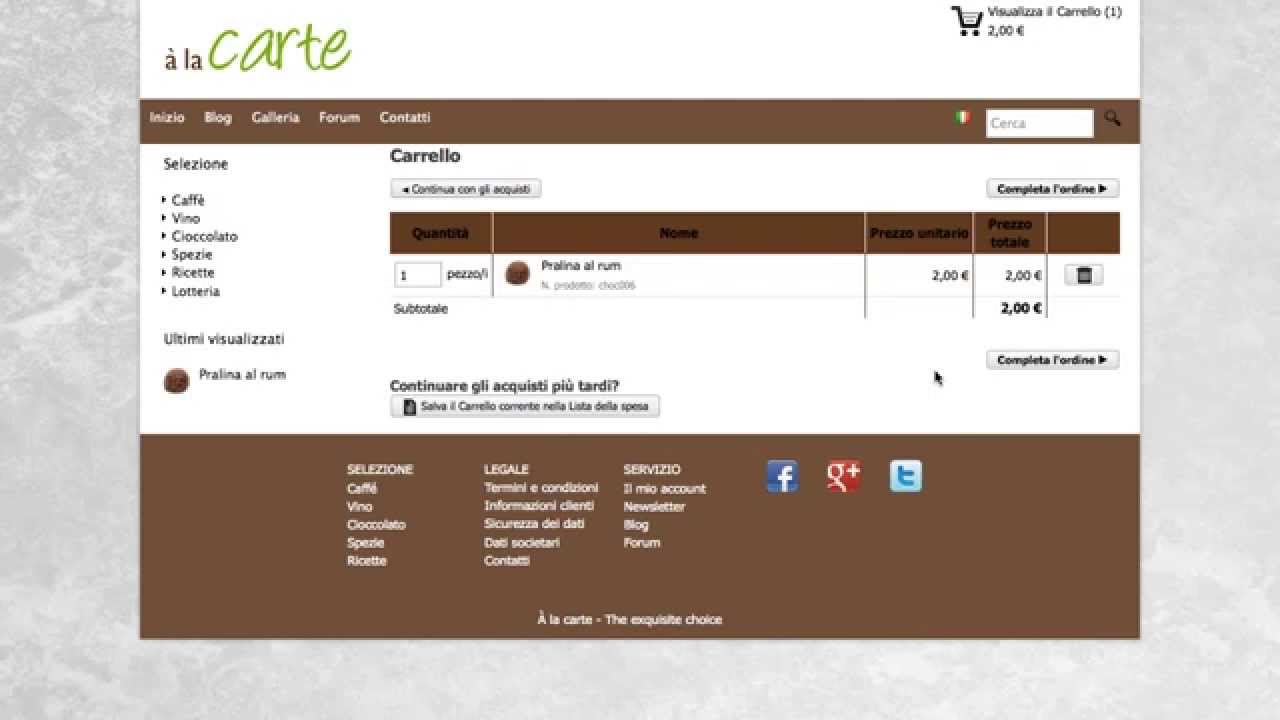 à la carte
Visualizza il Carrello (1)
2,00 €
Inizio Blog Galleria Forum Contatti
Cerca
Selezione
Caffè
Vino
Cioccolato
Spezie
Ricette
Lotteria
Ultimi visualizzati
Pralina al rum
Carrello
Continua con gli acquisti
Completa l'ordine
Quantità Nome Prezzo unitario Prezzo totale
1 pezzo/i Pralina al rum 2,00 € 2,00 €
N. prodotto: choc006
Subtotale 2,00 €
Completa l'ordine
Continuare gli acquisti più tardi?
Salva il Carrello corrente nella Lista della spesa
SELEZIONE
Caffé
Vino
Cioccolato
Spezie
Ricette
LEGALE
Termini e condizioni
Informazioni clienti
Sicurezza dei dati
Dati societari
Contatti
SERVIZIO
Il mio account
Newsletter
Blog
Forum
f
g+
t
À la carte - The exquisite choice